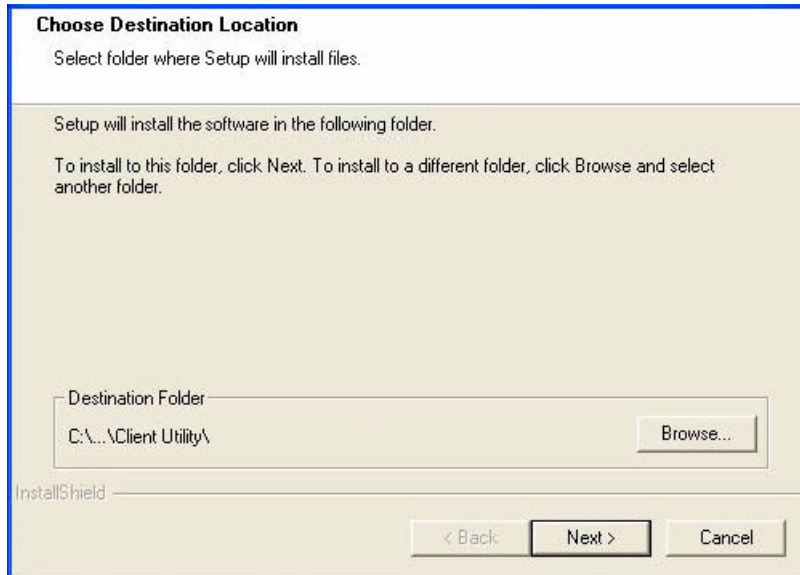 Choose Destination Location
Select folder where Setup will install files.
Setup will install the software in the following folder.
To install to this folder, click Next. To install to a different folder, click Browse and select
another folder.
Destination Folder
C:\...\Client Utility\
Browse...
InstallShield
< Back
Next >
Cancel